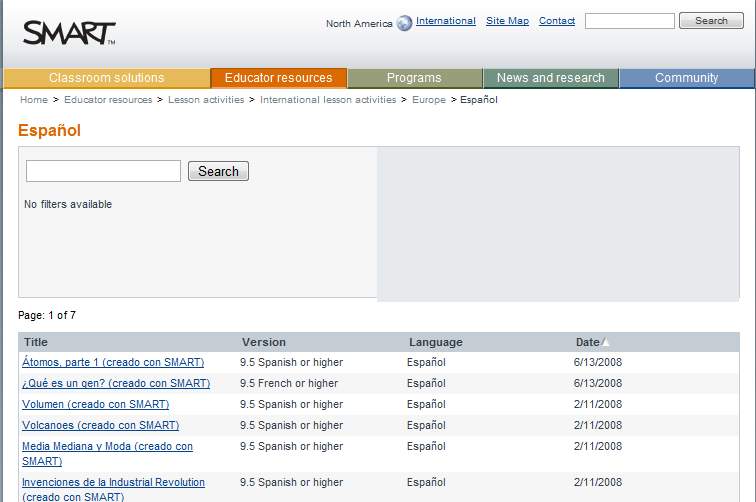 SMART™
North America International Site Map Contact Search
Classroom solutions Educator resources Programs News and research Community
Home > Educator resources > Lesson activities > International lesson activities > Europe > Español
Español
Search
No filters available
Page: 1 of 7
Title Version Language Date
Átomos, parte 1 (creado con SMART) 9.5 Spanish or higher Español 6/13/2008
¿Qué es un gen? (creado con SMART) 9.5 French or higher Español 6/13/2008
Volumen (creado con SMART) 9.5 Spanish or higher Español 2/11/2008
Volcanoes (creado con SMART) 9.5 Spanish or higher Español 2/11/2008
Media Mediana y Moda (creado con 9.5 Spanish or higher Español 2/11/2008
SMART)
Invenciones de la Industrial Revolution 9.5 Spanish or higher Español 2/11/2008
(creado con SMART)